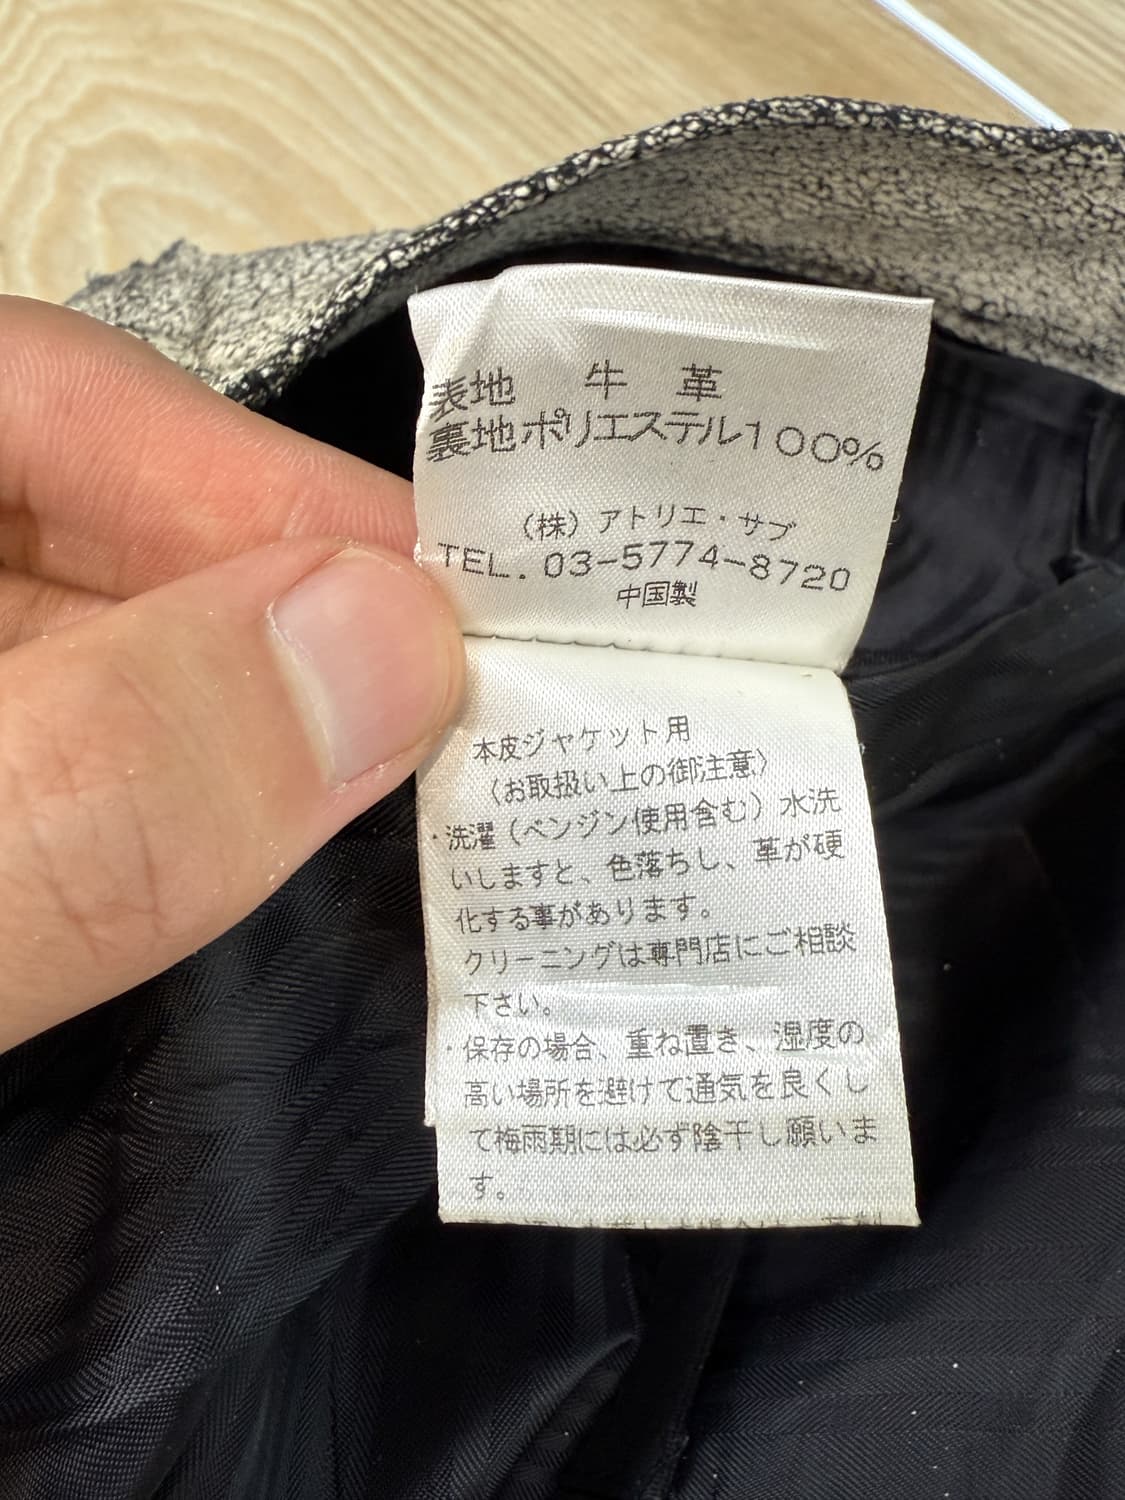 表地 牛 革
裏地ポリエステル100%
（株）アトリエ・サブ
TEL. 03-5774-8720
中国製
本皮ジャケット用
（お取扱い上の御注意）
・洗濯（ベンジン使用含む）水洗
いしますと、色落ちし、革が硬
化する事があります。
クリーニングは専門店にご相談
下さい。
・保存の場合、重ね置き、湿度の
高い場所を避けて通気を良くし
て梅雨期には必ず陰干し願いま
す。